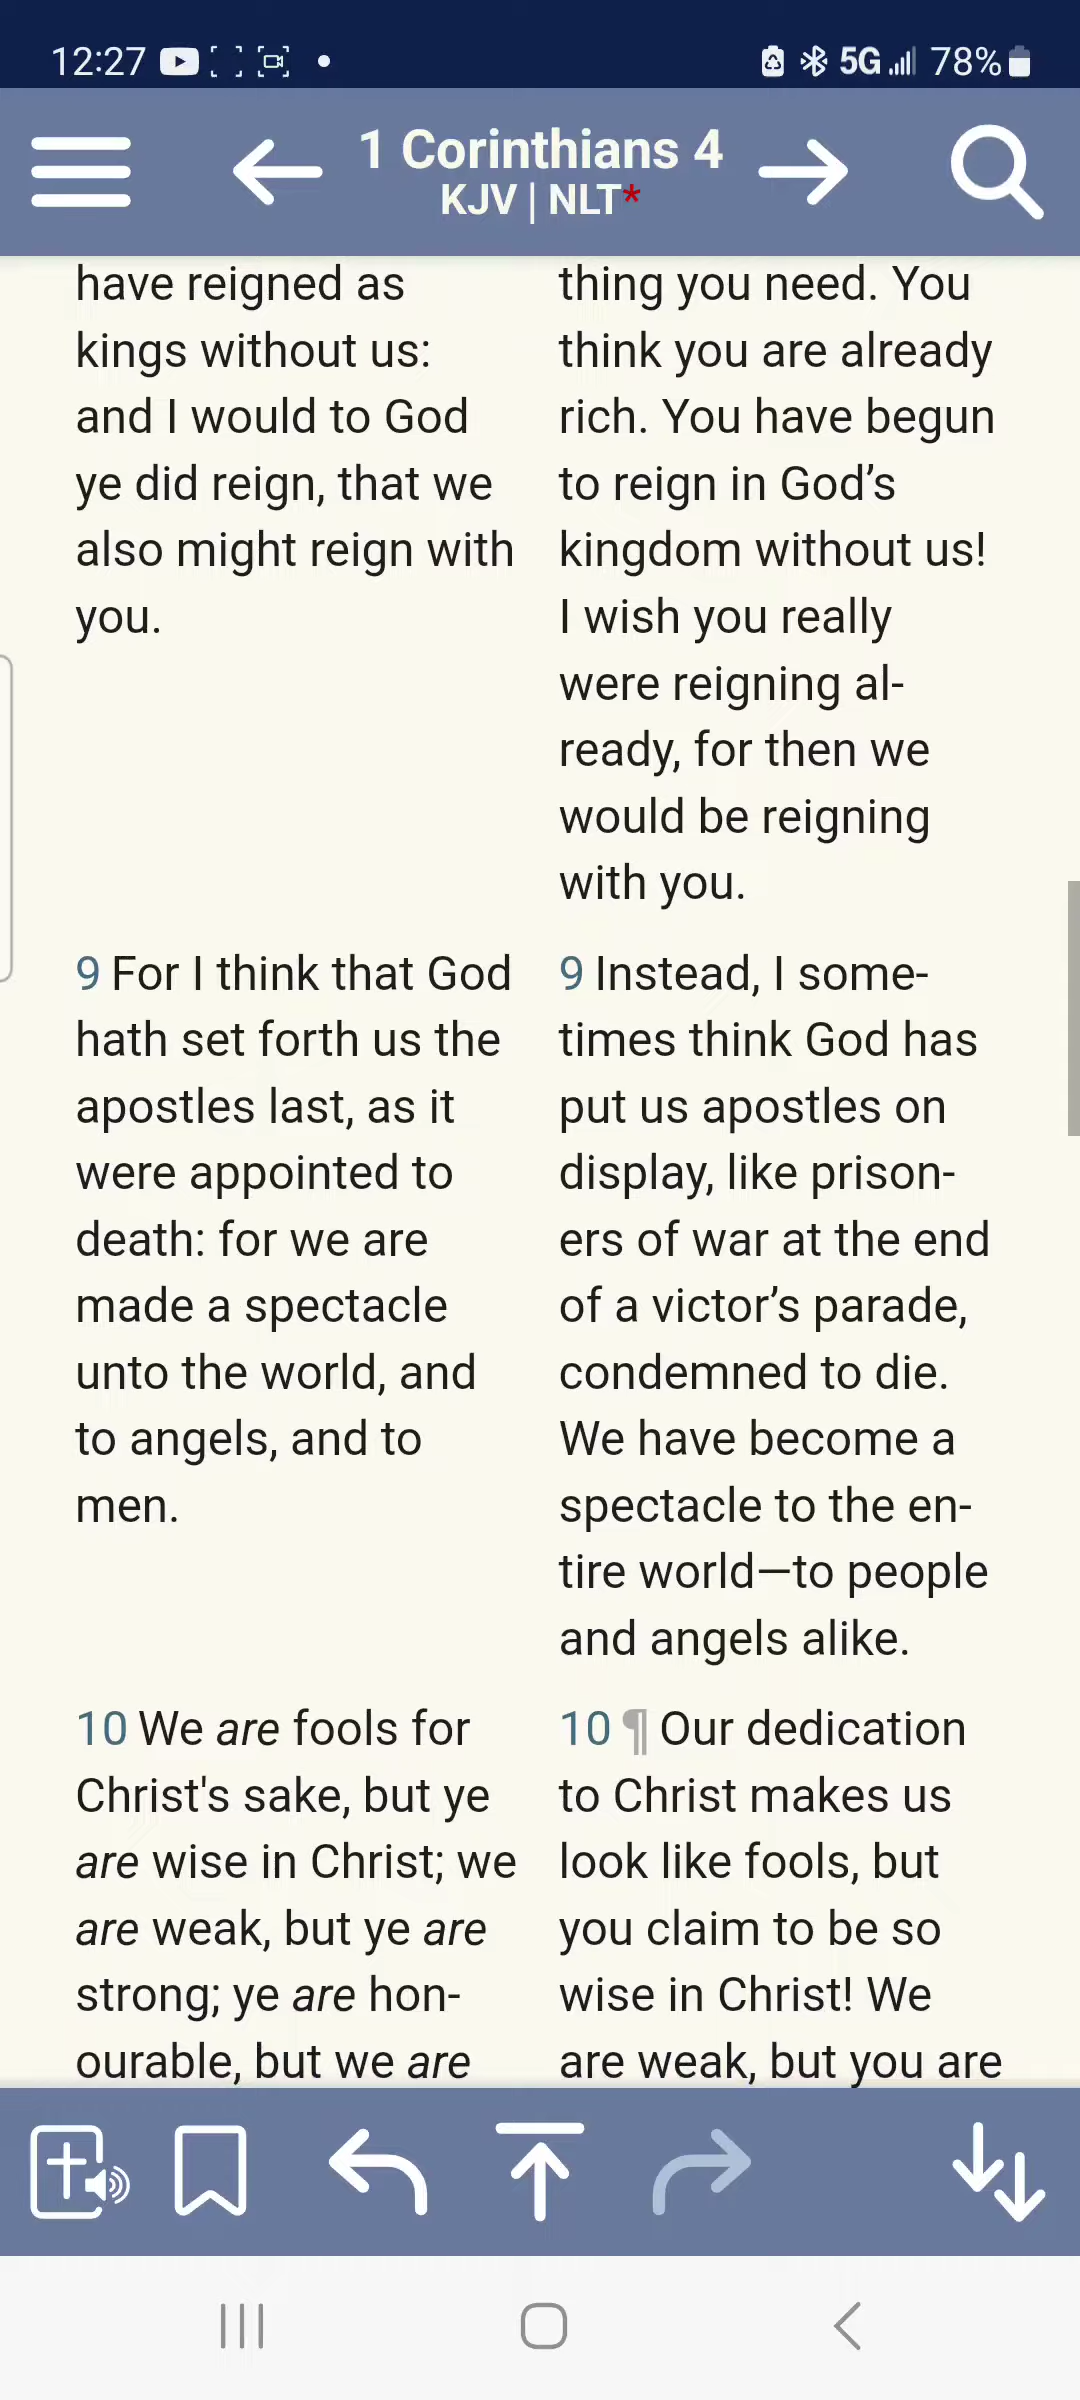 12:27 5G 78%
1 Corinthians 4
KJV | NLT*
have reigned as
kings without us:
and I would to God
ye did reign, that we
also might reign with
you.
thing you need. You
think you are already
rich. You have begun
to reign in God’s
kingdom without us!
I wish you really
were reigning al-
ready, for then we
would be reigning
with you.
9 For I think that God
hath set forth us the
apostles last, as it
were appointed to
death: for we are
made a spectacle
unto the world, and
to angels, and to
men.
9 Instead, I some-
times think God has
put us apostles on
display, like prison-
ers of war at the end
of a victor’s parade,
condemned to die.
We have become a
spectacle to the en-
tire world—to people
and angels alike.
10 We are fools for
Christ's sake, but ye
are wise in Christ; we
are weak, but ye are
strong; ye are hon-
ourable, but we are
10 ¶ Our dedication
to Christ makes us
look like fools, but
you claim to be so
wise in Christ! We
are weak, but you are